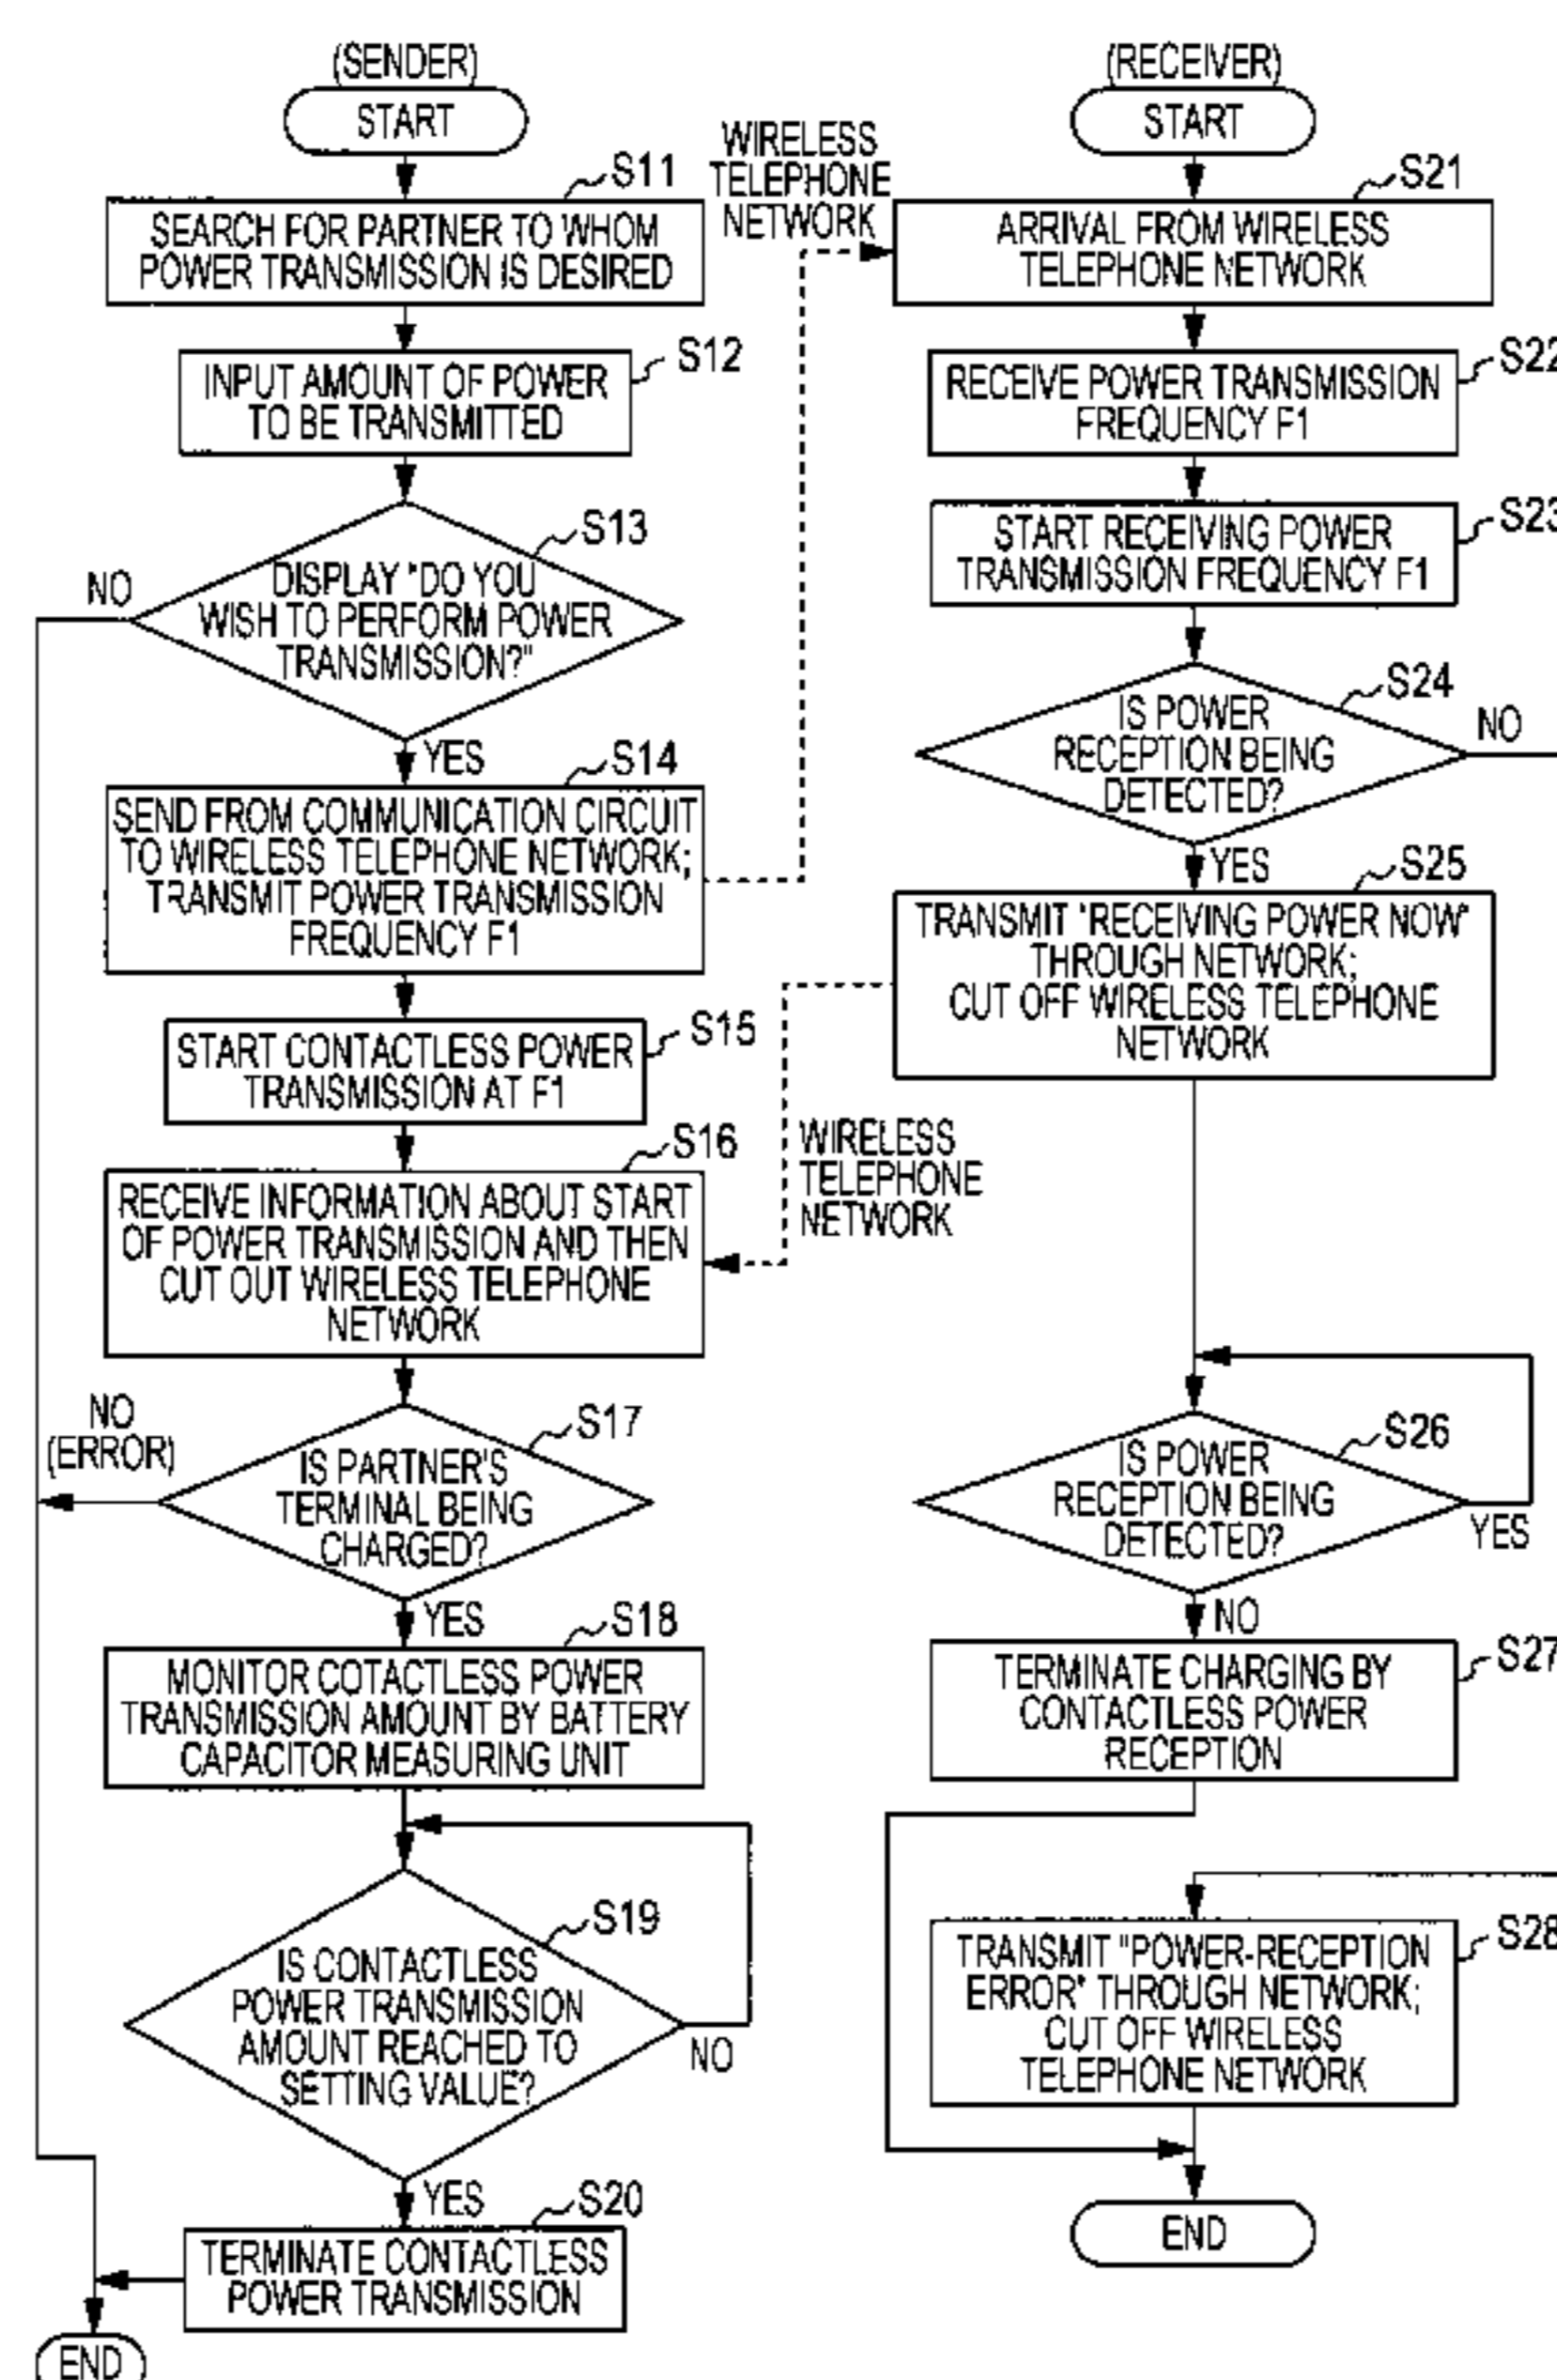 (SENDER)
START
S11
SEARCH FOR PARTNER TO WHOM
POWER TRANSMISSION IS DESIRED
S12
INPUT AMOUNT OF POWER
TO BE TRANSMITTED
S13
NO
DISPLAY "DO YOU
WISH TO PERFORM POWER
TRANSMISSION?"
YES
S14
SEND FROM COMMUNICATION CIRCUIT
TO WIRELESS TELEPHONE NETWORK;
TRANSMIT POWER TRANSMISSION
FREQUENCY F1
S15
START CONTACTLESS POWER
TRANSMISSION AT F1
S16
RECEIVE INFORMATION ABOUT START
OF POWER TRANSMISSION AND THEN
CUT OUT WIRELESS TELEPHONE
NETWORK
NO
(ERROR)
S17
IS PARTNER'S
TERMINAL BEING
CHARGED?
YES
S18
MONITOR COTACTLESS POWER
TRANSMISSION AMOUNT BY BATTERY
CAPACITOR MEASURING UNIT
S19
IS CONTACTLESS
POWER TRANSMISSION
AMOUNT REACHED TO
SETTING VALUE?
NO
YES
S20
TERMINATE CONTACTLESS
POWER TRANSMISSION
END
WIRELESS
TELEPHONE
NETWORK
WIRELESS
TELEPHONE
NETWORK
(RECEIVER)
START
S21
ARRIVAL FROM WIRELESS
TELEPHONE NETWORK
S22
RECEIVE POWER TRANSMISSION
FREQUENCY F1
S23
START RECEIVING POWER
TRANSMISSION FREQUENCY F1
S24
IS POWER
RECEPTION BEING
DETECTED?
NO
YES
S25
TRANSMIT "RECEIVING POWER NOW"
THROUGH NETWORK;
CUT OFF WIRELESS TELEPHONE
NETWORK
S26
IS POWER
RECEPTION BEING
DETECTED?
YES
NO
S27
TERMINATE CHARGING BY
CONTACTLESS POWER
RECEPTION
S28
TRANSMIT "POWER-RECEPTION
ERROR" THROUGH NETWORK;
CUT OFF WIRELESS
TELEPHONE NETWORK
END